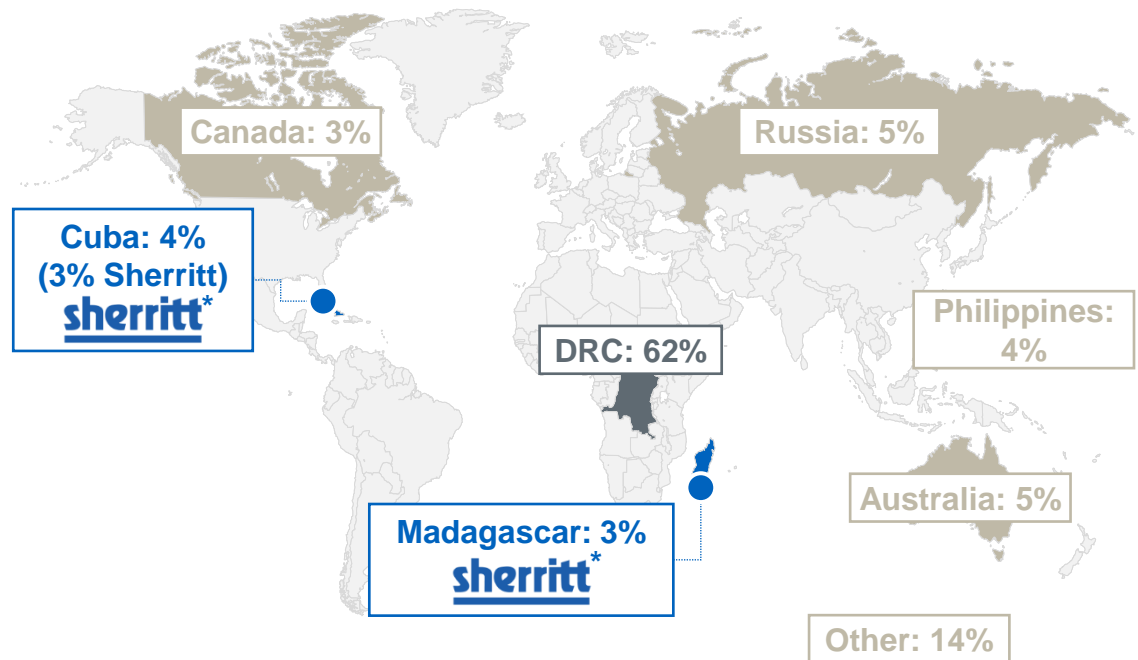 Canada: 3%
Russia: 5%
Cuba: 4%
(3% Sherritt)
sherritt*
Philippines:
4%
DRC: 62%
Australia: 5%
Madagascar: 3%
sherritt*
Other: 14%